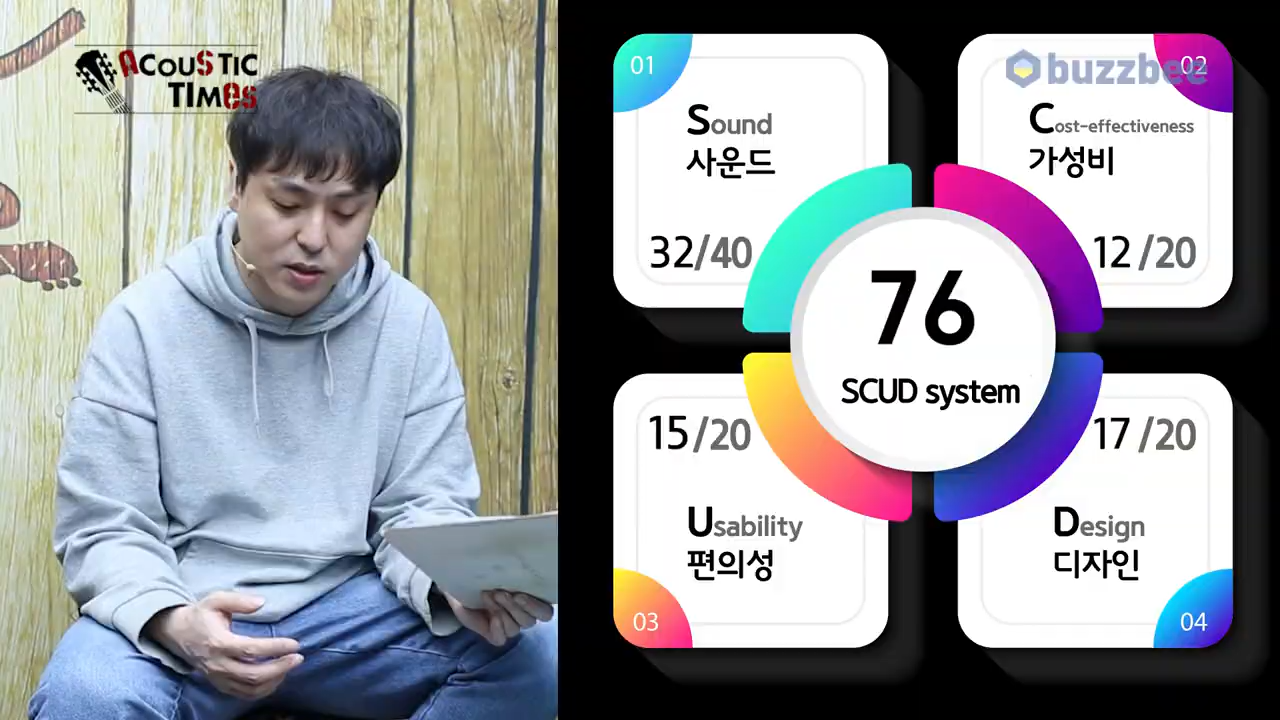 ACOUSTIC
TIMES
buzzbee
01
Sound
사운드
32/40
02
Cost-effectiveness
가성비
12/20
76
SCUD system
15/20
Usability
편의성
03
17/20
Design
디자인
04